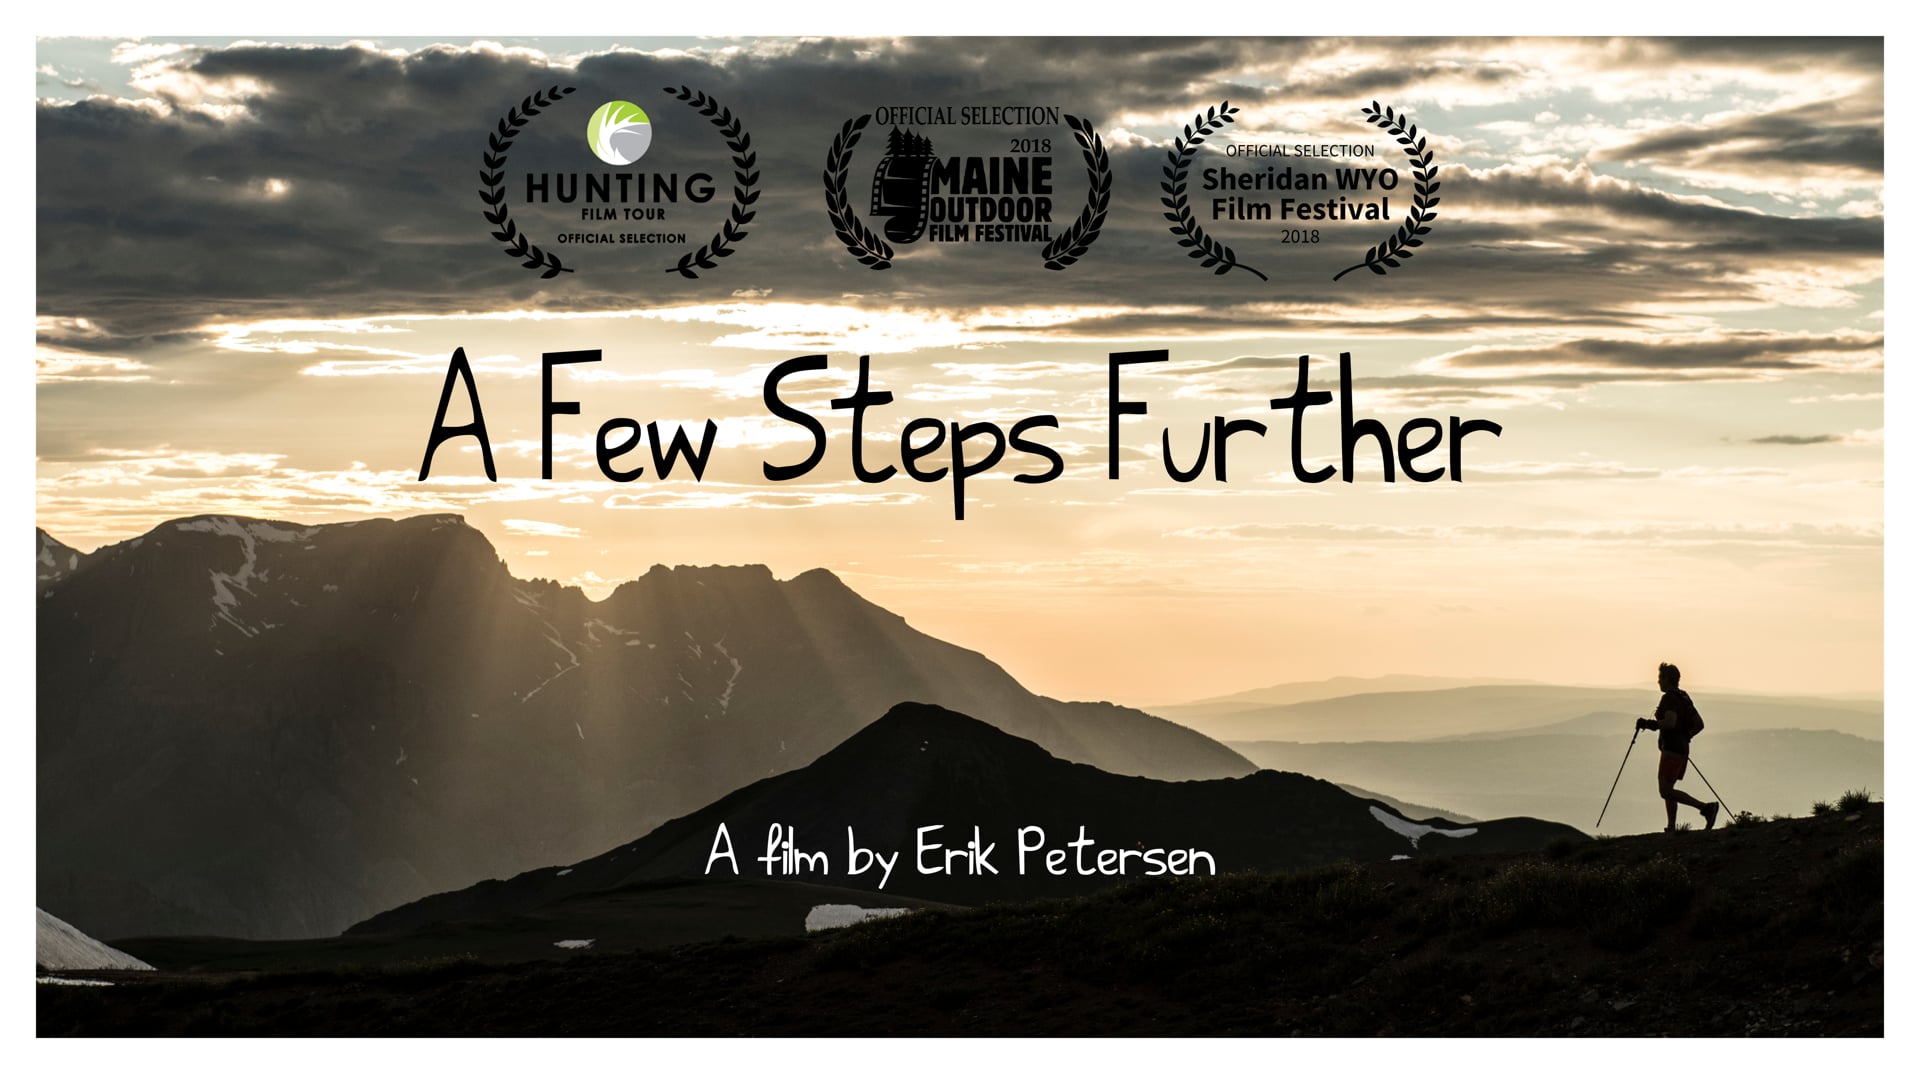 HUNTING
FILM TOUR
OFFICIAL SELECTION
OFFICIAL SELECTION
2018
MAINE
OUTDOOR
FILM FESTIVAL
OFFICIAL SELECTION
Sheridan WYO
Film Festival
2018
A Few Steps Further
A film by Erik Petersen